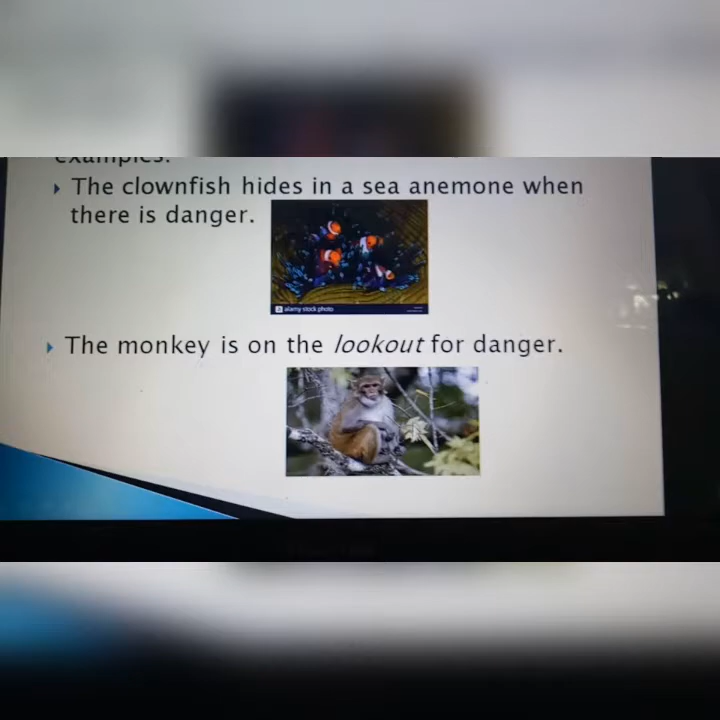 examples:
The clownfish hides in a sea anemone when
there is danger.
alamy stock photo
The monkey is on the lookout for danger.